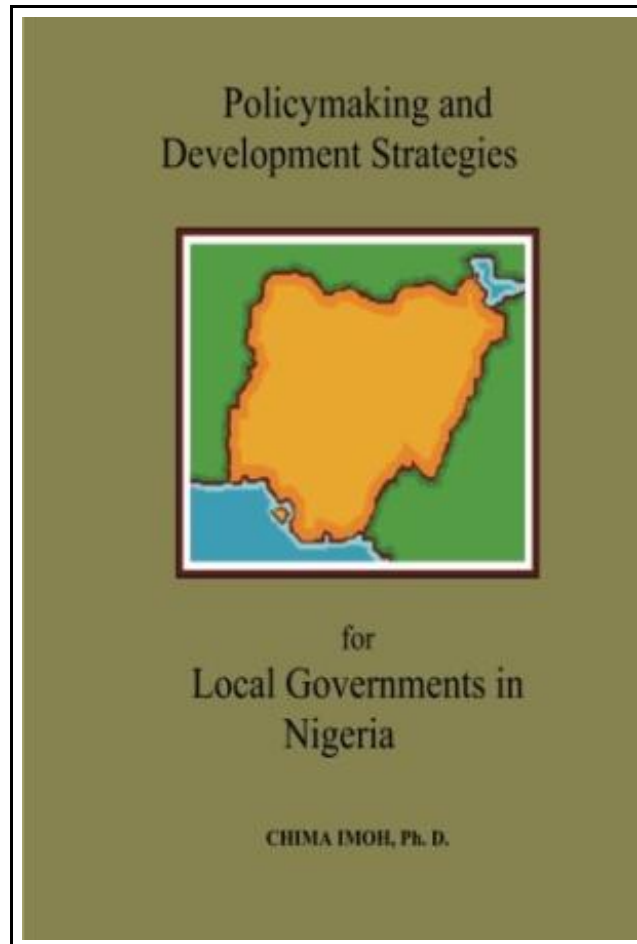 Policymaking and
Development Strategies
for
Local Governments in
Nigeria
CHIMA IMOH, Ph. D.